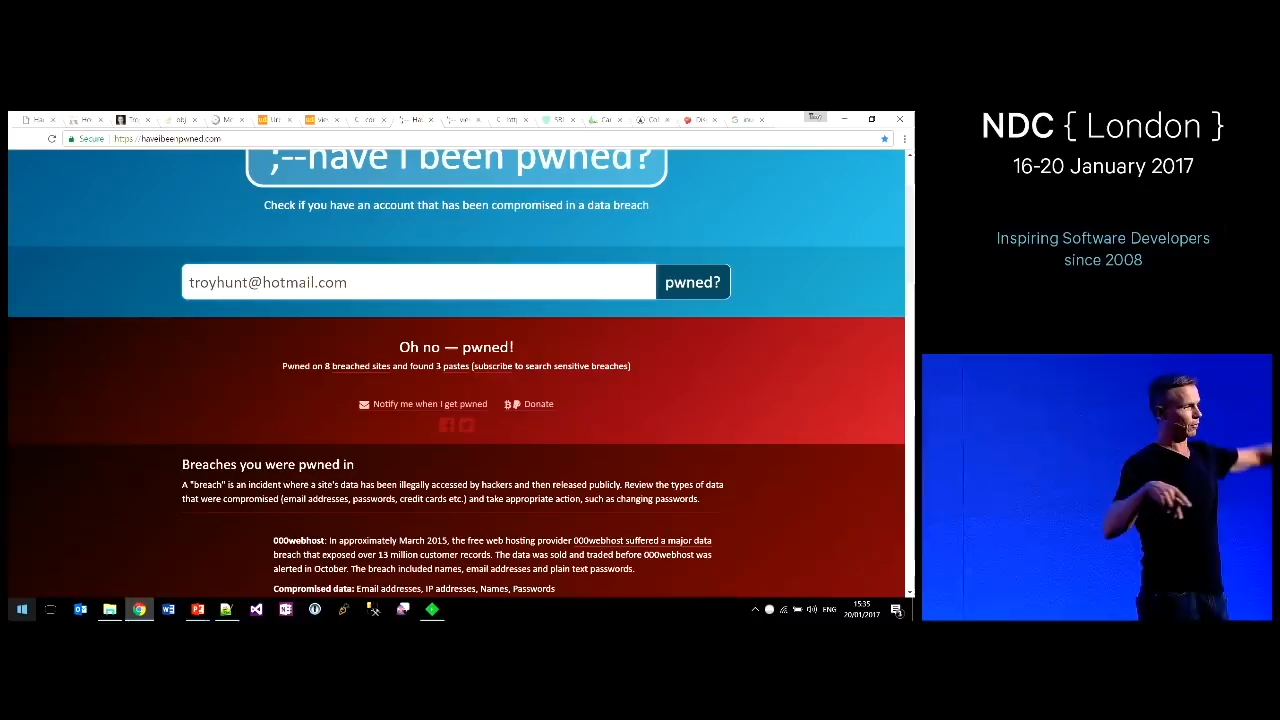 Secure
https://haveibeenpwned.com
;--have i been pwned?
Check if you have an account that has been compromised in a data breach
troyhunt@hotmail.com
pwned?
Oh no — pwned!
Pwned on 8 breached sites and found 3 pastes (subscribe to search sensitive breaches)
Notify me when I get pwned
Donate
Breaches you were pwned in
A "breach" is an incident where a site's data has been illegally accessed by hackers and then released publicly. Review the types of data
that were compromised (email addresses, passwords, credit cards etc.) and take appropriate action, such as changing passwords.
000webhost: In approximately March 2015, the free web hosting provider 000webhost suffered a major data
breach that exposed over 13 million customer records. The data was sold and traded before 000webhost was
alerted in October. The breach included names, email addresses and plain text passwords.
Compromised data: Email addresses, IP addresses, Names, Passwords
ENG
15:35
20/01/2017
NDC { London }
16-20 January 2017
Inspiring Software Developers
since 2008